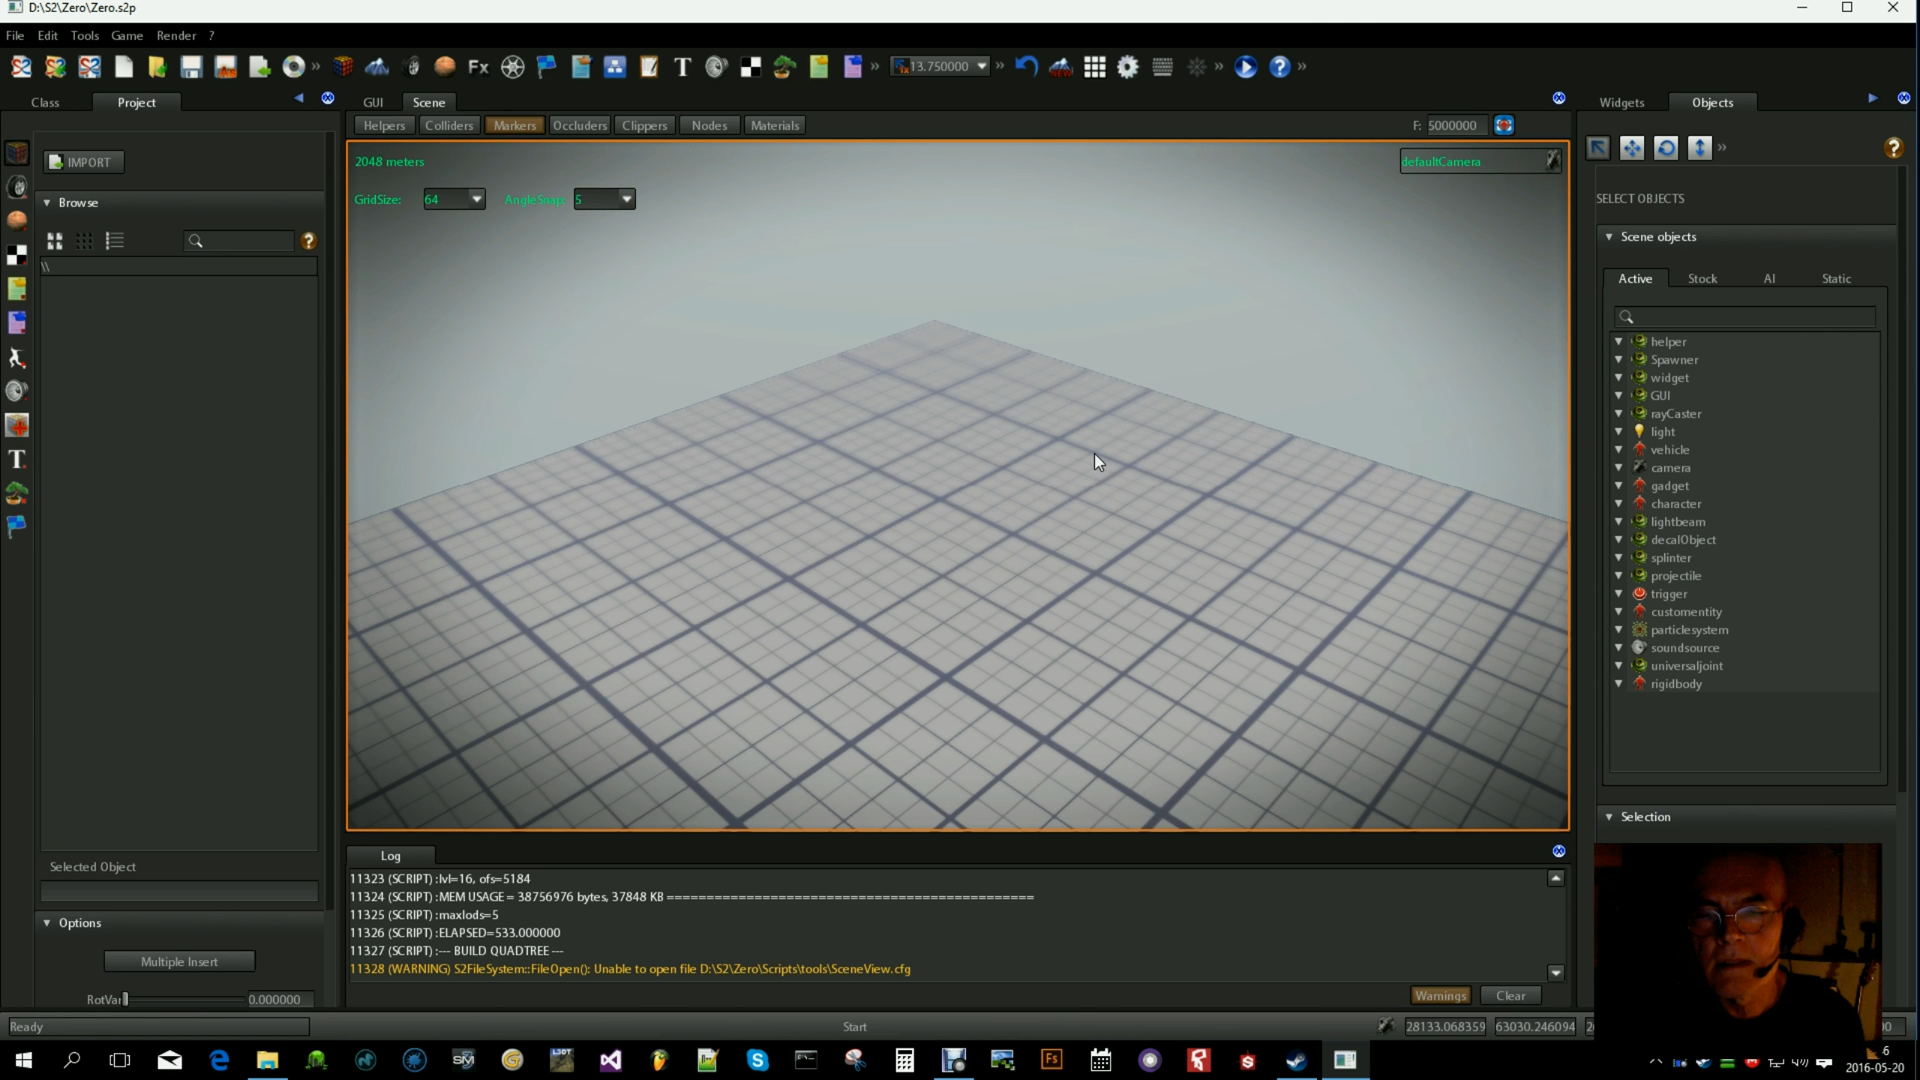 D:\S2\Zero\Zero.s2p
File Edit Tools Game Render ?
Fx T 13.750000
Class Project
GUI Scene
Widgets Objects
Helpers Colliders Markers Occluders Clippers Nodes Materials
F: 5000000
IMPORT
2048 meters
defaultCamera
GridSize: 64 AngleSnap: 5
Browse
\\
SELECT OBJECTS
Scene objects
Active Stock AI Static
helper
Spawner
widget
GUI
rayCaster
light
vehicle
camera
gadget
character
lightbeam
decalObject
splinter
projectile
trigger
customentity
particlesystem
soundsource
universaljoint
rigidbody
Selection
Selected Object
Options
Multiple Insert
RotVar 0.000000
Log
11323 (SCRIPT) :lvl=16, ofs=5184
11324 (SCRIPT) :MEM USAGE = 38756976 bytes, 37848 KB ==============================================
11325 (SCRIPT) :maxlods=5
11326 (SCRIPT) :ELAPSED=533.000000
11327 (SCRIPT) :--- BUILD QUADTREE ---
11328 (WARNING) S2FileSystem::FileOpen(): Unable to open file D:\S2\Zero\Scripts\tools\SceneView.cfg
Warnings Clear
Ready Start 28133.068359 63030.246094
2016-05-20